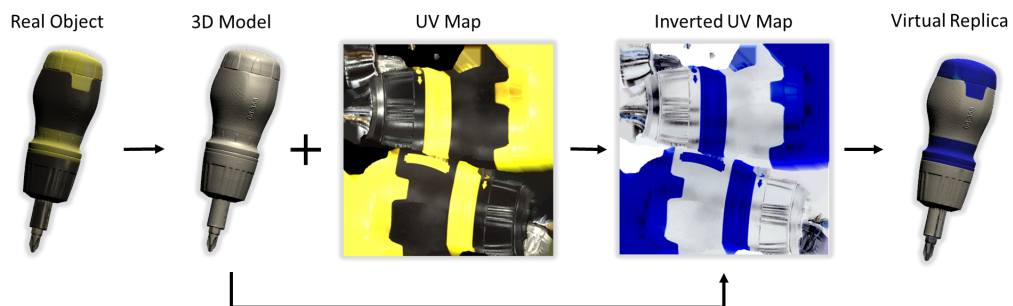 Real Object
3D Model
UV Map
Inverted UV Map
Virtual Replica